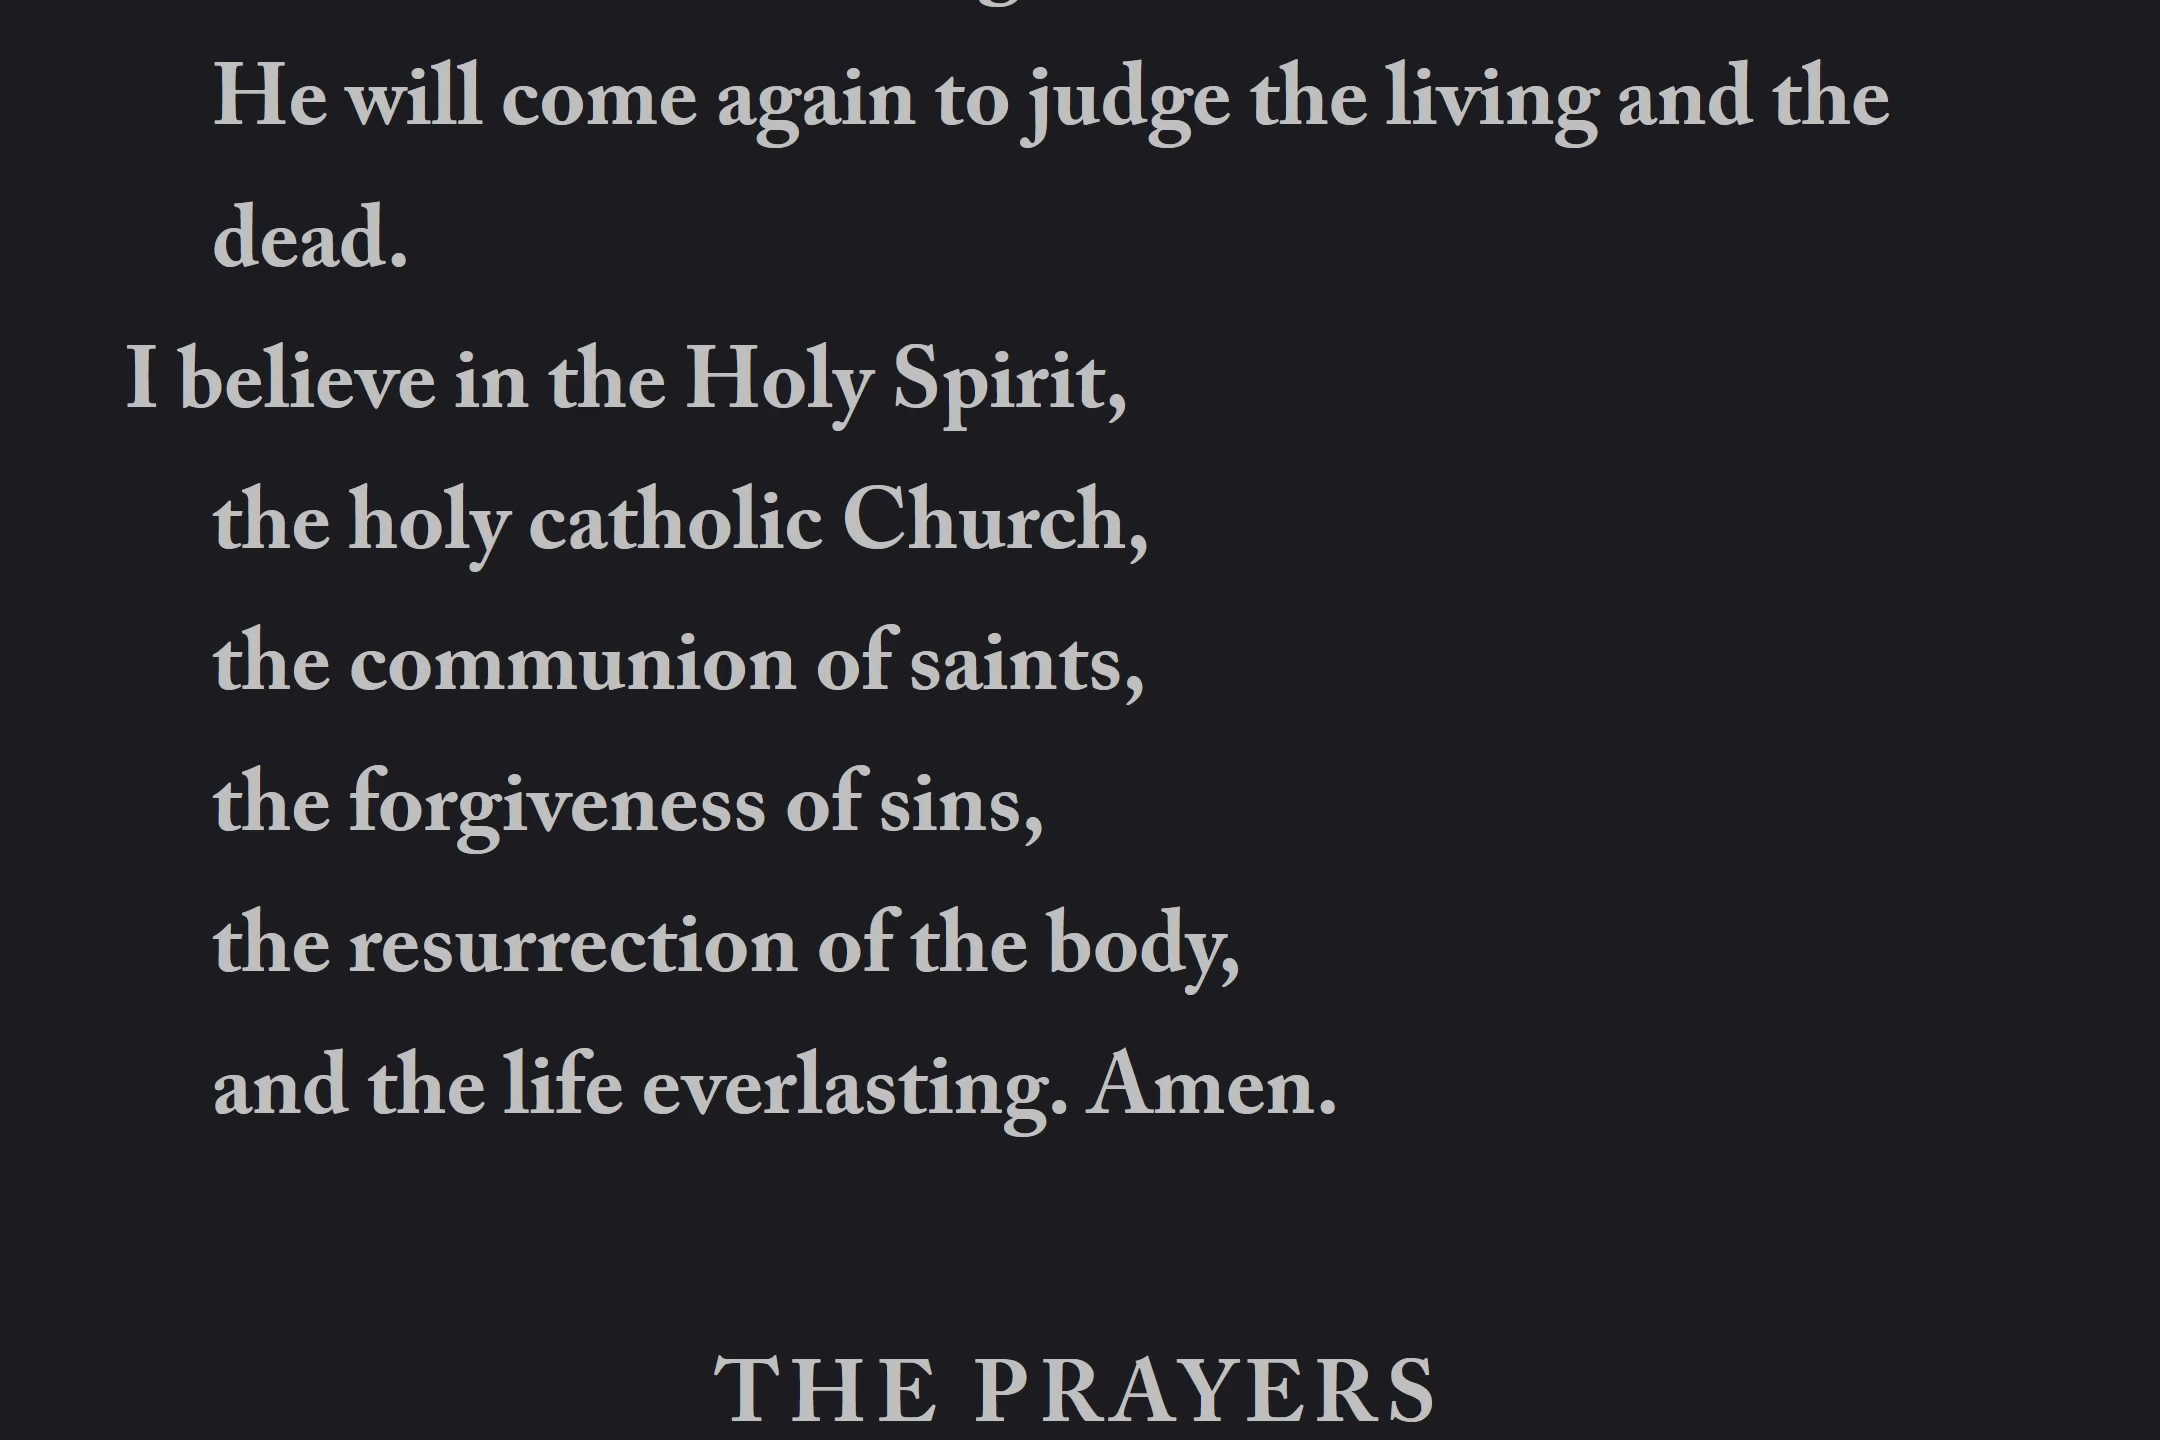 He will come again to judge the living and the
dead.
I believe in the Holy Spirit,
the holy catholic Church,
the communion of saints,
the forgiveness of sins,
the resurrection of the body,
and the life everlasting. Amen.
THE PRAYERS